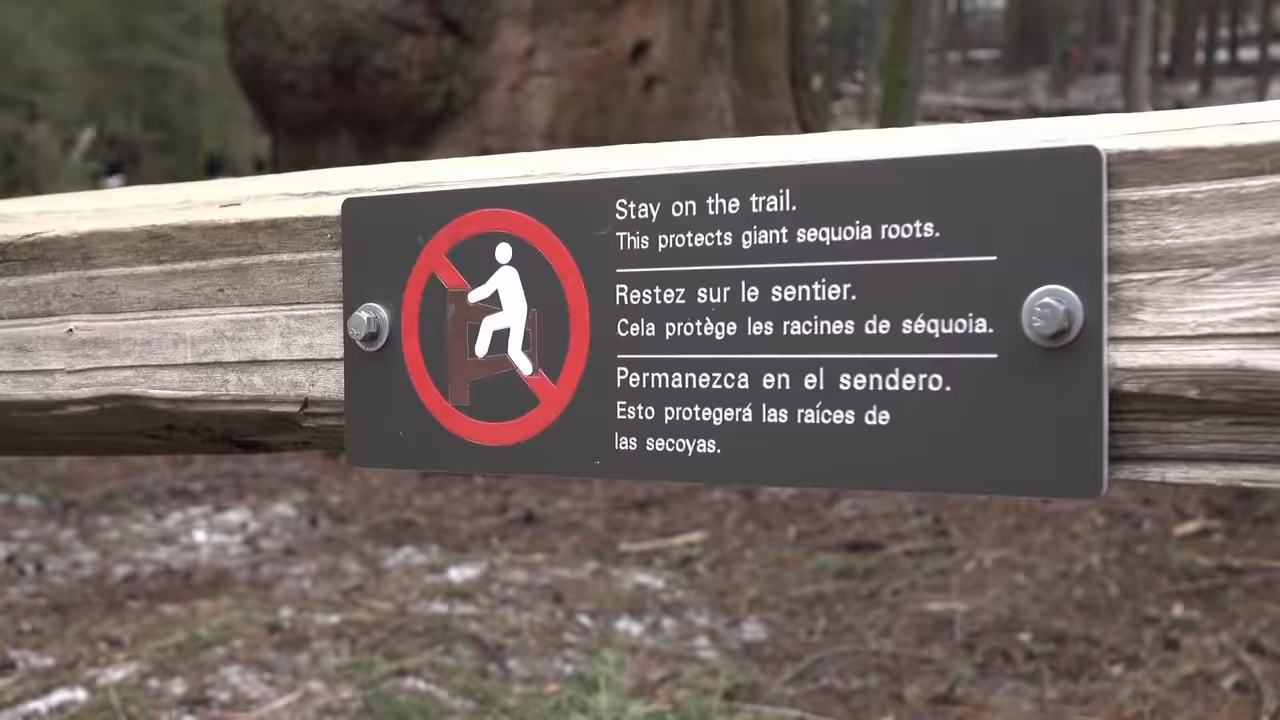 Stay on the trail.
This protects giant sequoia roots.
Restez sur le sentier.
Cela protège les racines de séquoia.
Permanezca en el sendero.
Esto protegerá las raíces de
las secoyas.